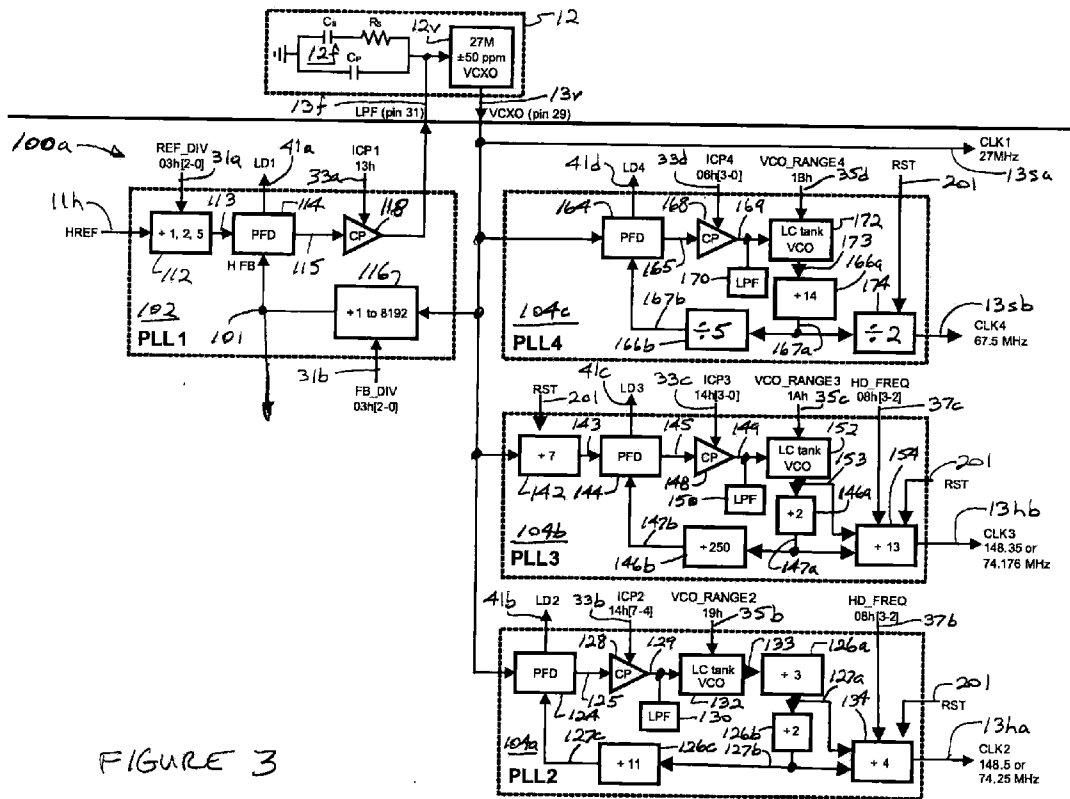 12
Cs
Rs
12f
Cp
12v
27M
±50 ppm
VCXO
13f
LPF (pin 31)
13v
VCXO (pin 29)
100a
REF_DIV
03h[2-0]
31a
41a
LD1
ICP1
13h
33a
11h
HREF
÷ 1, 2, 5
112
113
PFD
114
115
CP
118
H FB
116
÷1 to 8192
102
PLL1
101
31b
FB_DIV
03h[2-0]
CLK1
27MHz
13sa
41d
LD4
33d
ICP4
06h[3-0]
VCO_RANGE4
1Bh
35d
RST
201
164
PFD
165
168
CP
169
170
LPF
LC tank
VCO
172
173
÷14
166a
174
÷2
167b
÷5
166b
167a
104c
PLL4
13sb
CLK4
67.5 MHz
41c
LD3
33c
ICP3
14h[3-0]
VCO_RANGE3
1Ah
35c
HD_FREQ
08h[3-2]
37c
RST
201
÷ 7
142
143
PFD
144
145
CP
148
149
150
LPF
LC tank
VCO
152
153
154
÷2
146a
201
RST
147b
÷250
146b
147a
÷ 13
104b
PLL3
13hb
CLK3
148.35 or
74.176 MHz
41b
LD2
33b
ICP2
14h[7-4]
VCO_RANGE2
19h
35b
HD_FREQ
08h[3-2]
37b
PFD
124
125
128
CP
129
LPF
130
LC tank
VCO
132
133
÷ 3
126a
127a
÷2
126b
134
201
RST
127c
÷11
126c
127b
÷ 4
104a
PLL2
13ha
CLK2
148.5 or
74.25 MHz
FIGURE 3